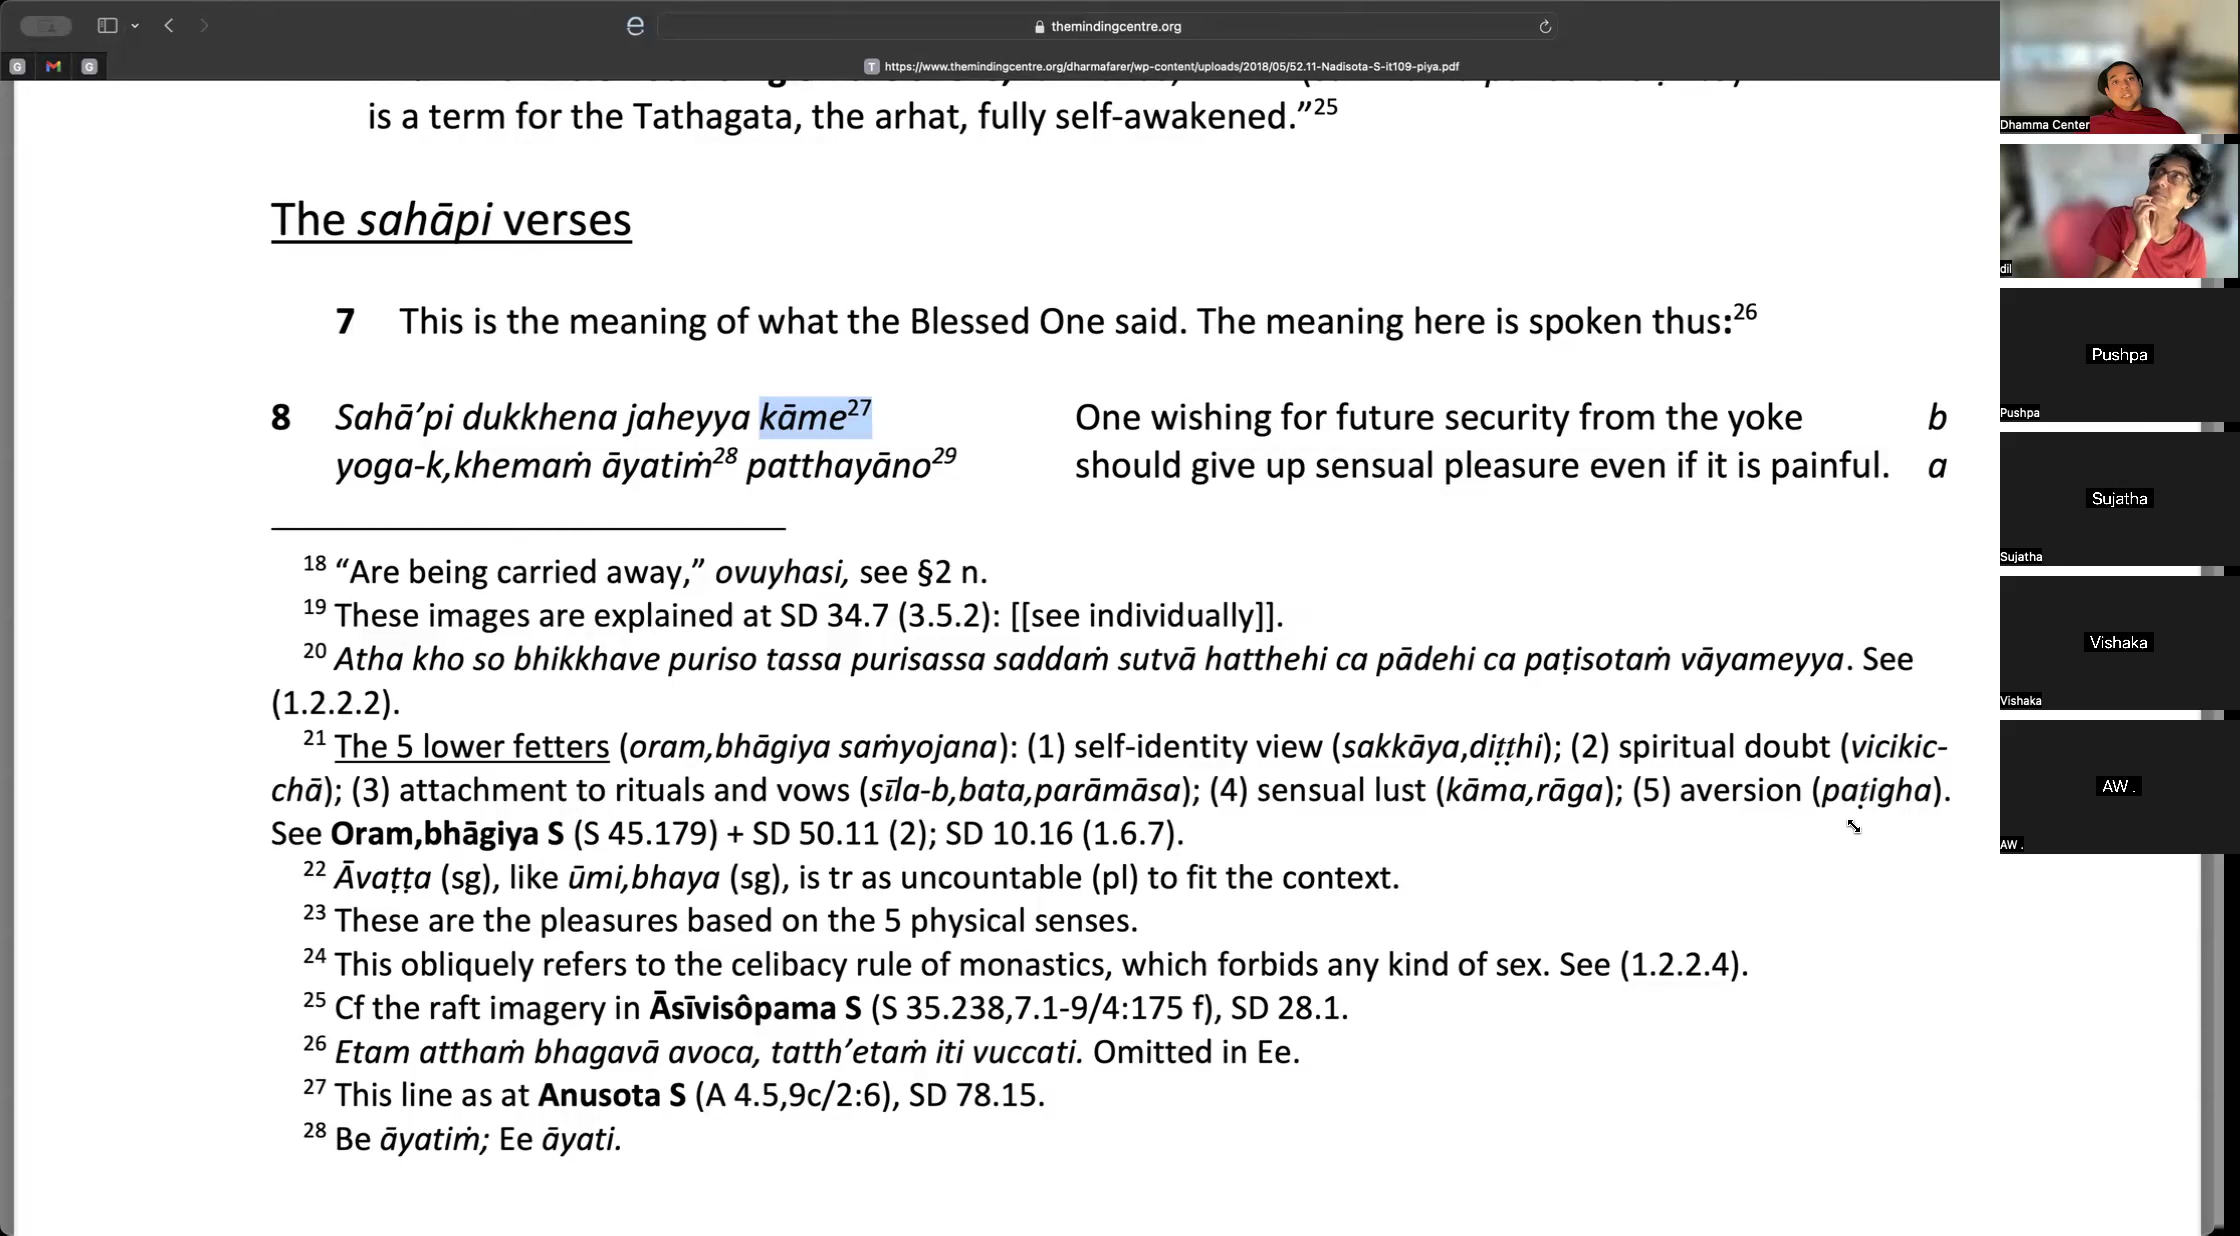 themindingcentre.org
https://www.themindingcentre.org/dharmafarer/wp-content/uploads/2018/05/52.11-Nadisota-S-it109-piya.pdf
is a term for the Tathagata, the arhat, fully self-awakened.”25
The sahāpi verses
7 This is the meaning of what the Blessed One said. The meaning here is spoken thus:26
8 Sahā’pi dukkhena jaheyya kāme27 One wishing for future security from the yoke b
yoga-k,khemaṁ āyatiṁ28 patthayāno29 should give up sensual pleasure even if it is painful. a
18 “Are being carried away,” ovuyhasi, see §2 n.
19 These images are explained at SD 34.7 (3.5.2): [[see individually]].
20 Atha kho so bhikkhave puriso tassa purisassa saddaṁ sutvā hatthehi ca pādehi ca paṭisotaṁ vāyameyya. See
(1.2.2.2).
21 The 5 lower fetters (oram,bhāgiya saṁyojana): (1) self-identity view (sakkāya,diṭṭhi); (2) spiritual doubt (vicikic-
chā); (3) attachment to rituals and vows (sīla-b,bata,parāmāsa); (4) sensual lust (kāma,rāga); (5) aversion (paṭigha).
See Oram,bhāgiya S (S 45.179) + SD 50.11 (2); SD 10.16 (1.6.7).
22 Āvaṭṭa (sg), like ūmi,bhaya (sg), is tr as uncountable (pl) to fit the context.
23 These are the pleasures based on the 5 physical senses.
24 This obliquely refers to the celibacy rule of monastics, which forbids any kind of sex. See (1.2.2.4).
25 Cf the raft imagery in Āsīvisôpama S (S 35.238,7.1-9/4:175 f), SD 28.1.
26 Etam atthaṁ bhagavā avoca, tatth’etaṁ iti vuccati. Omitted in Ee.
27 This line as at Anusota S (A 4.5,9c/2:6), SD 78.15.
28 Be āyatiṁ; Ee āyati.
Dhamma Center
dil
Pushpa
Pushpa
Sujatha
Sujatha
Vishaka
Vishaka
AW .
AW .